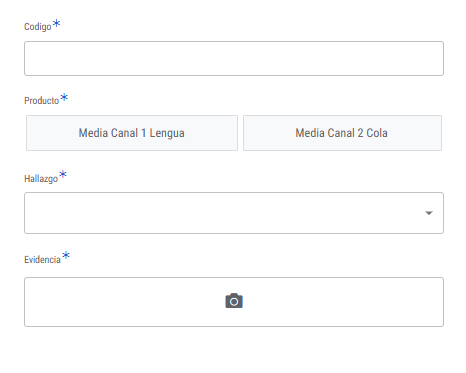 Codigo*
Producto*
Media Canal 1 Lengua
Media Canal 2 Cola
Hallazgo*
Evidencia*